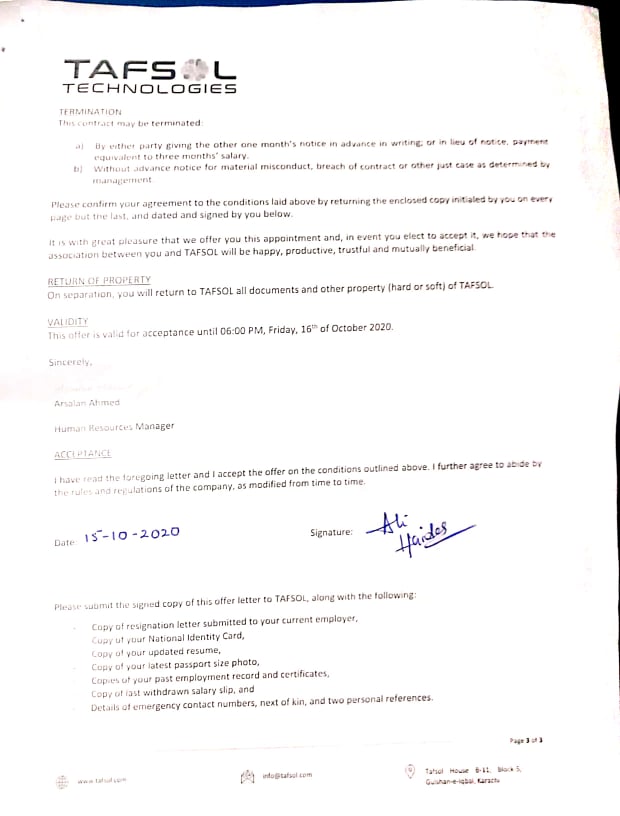 TAFSOL
TECHNOLOGIES
TERMINATION
This contract may be terminated:
a) By either party giving the other one month's notice in advance in writing; or in lieu of notice, payment
equivalent to three months' salary.
b) Without advance notice for material misconduct, breach of contract or other just case as determined by
management.
Please confirm your agreement to the conditions laid above by returning the enclosed copy initialed by you on every
page but the last, and dated and signed by you below.
It is with great pleasure that we offer you this appointment and, in event you elect to accept it, we hope that the
association between you and TAFSOL will be happy, productive, trustful and mutually beneficial.
RETURN OF PROPERTY
On separation, you will return to TAFSOL all documents and other property (hard or soft) of TAFSOL.
VALIDITY
This offer is valid for acceptance until 06:00 PM, Friday, 16th of October 2020.
Sincerely,
Arsalan Ahmed
Human Resources Manager
ACCEPTANCE
I have read the foregoing letter and I accept the offer on the conditions outlined above. I further agree to abide by
the rules and regulations of the company, as modified from time to time.
Date: 15-10-2020 Signature: Ali
Haider
Please submit the signed copy of this offer letter to TAFSOL, along with the following:
- Copy of resignation letter submitted to your current employer,
- Copy of your National Identity Card,
- Copy of your updated resume,
- Copy of your latest passport size photo,
- Copies of your past employment record and certificates,
- Copy of last withdrawn salary slip, and
- Details of emergency contact numbers, next of kin, and two personal references.
Page 3 of 3
www.tafsol.com info@tafsol.com Tafsol House B-11, Block 5,
Gulshan-e-Iqbal, Karachi